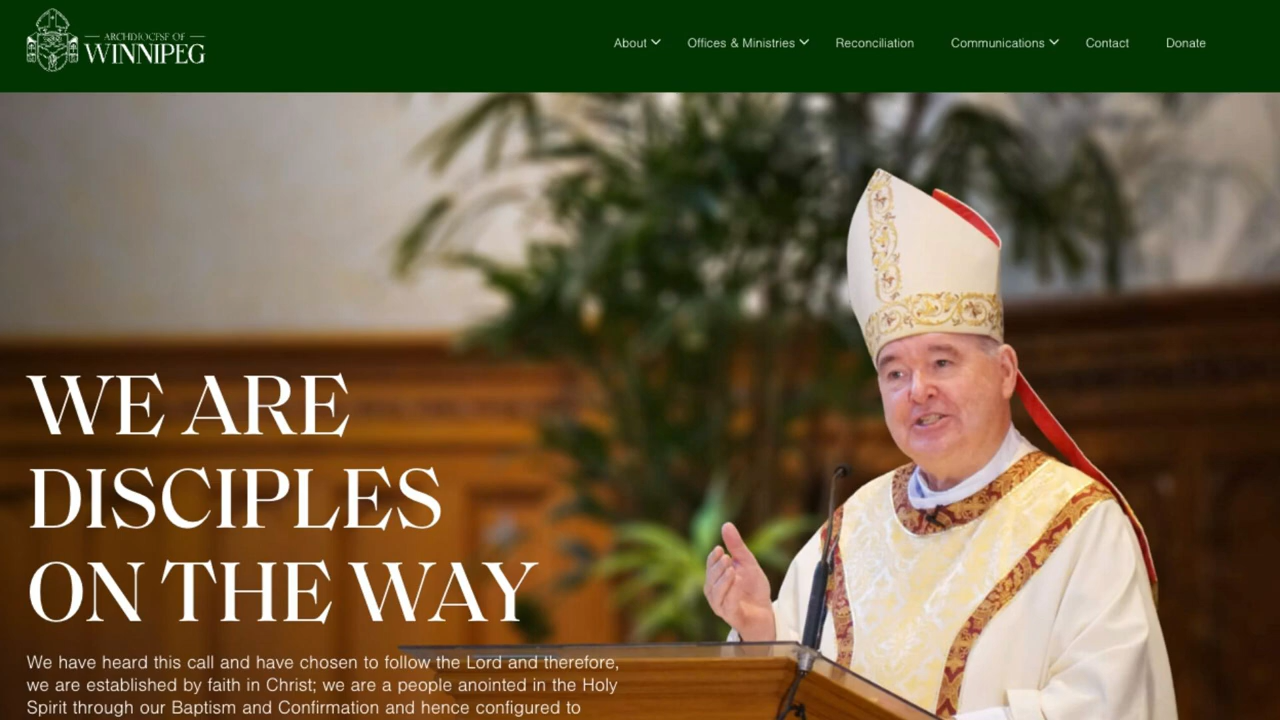 ARCHDIOCESE OF
WINNIPEG
About
Offices & Ministries
Reconciliation
Communications
Contact
Donate
WE ARE
DISCIPLES
ON THE WAY
We have heard this call and have chosen to follow the Lord and therefore,
we are established by faith in Christ; we are a people anointed in the Holy
Spirit through our Baptism and Confirmation and hence configured to